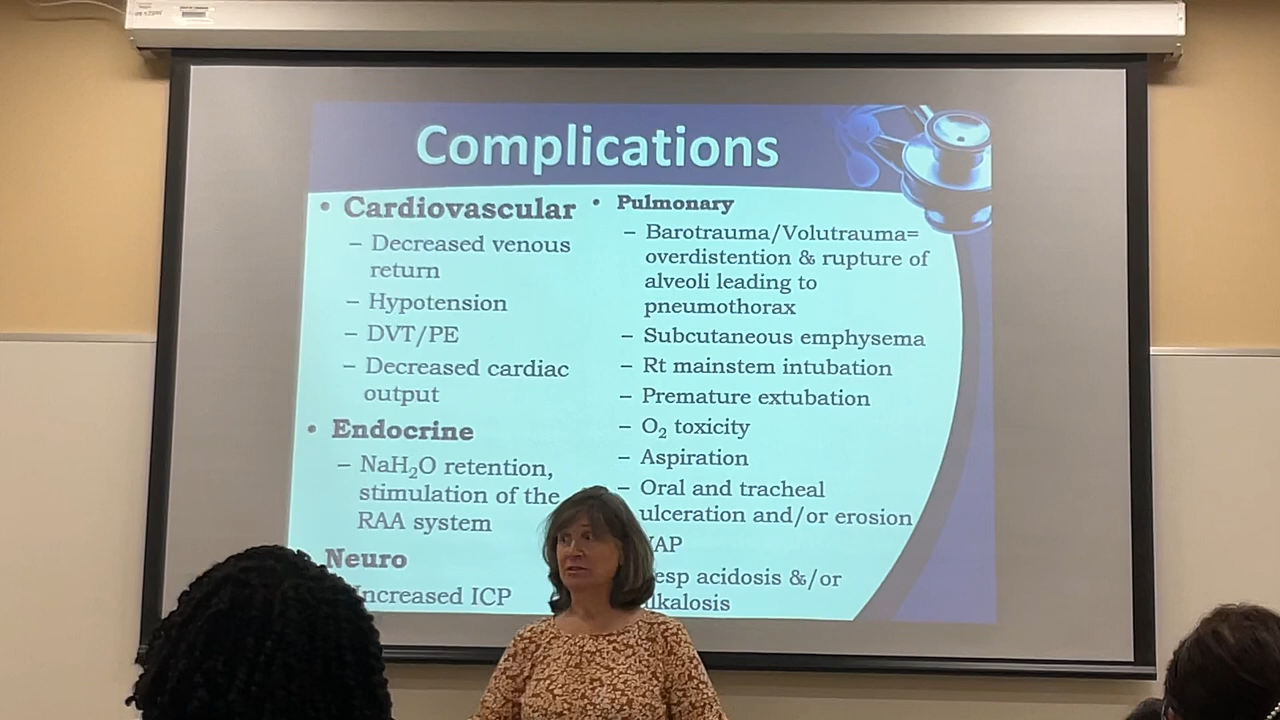 Complications
• Cardiovascular
– Decreased venous
return
– Hypotension
– DVT/PE
– Decreased cardiac
output
• Endocrine
– NaH₂O retention,
stimulation of the
RAA system
Neuro
Increased ICP
• Pulmonary
– Barotrauma/Volutrauma=
overdistention & rupture of
alveoli leading to
pneumothorax
– Subcutaneous emphysema
– Rt mainstem intubation
– Premature extubation
– O₂ toxicity
– Aspiration
– Oral and tracheal
ulceration and/or erosion
VAP
esp acidosis &/or
lkalosis